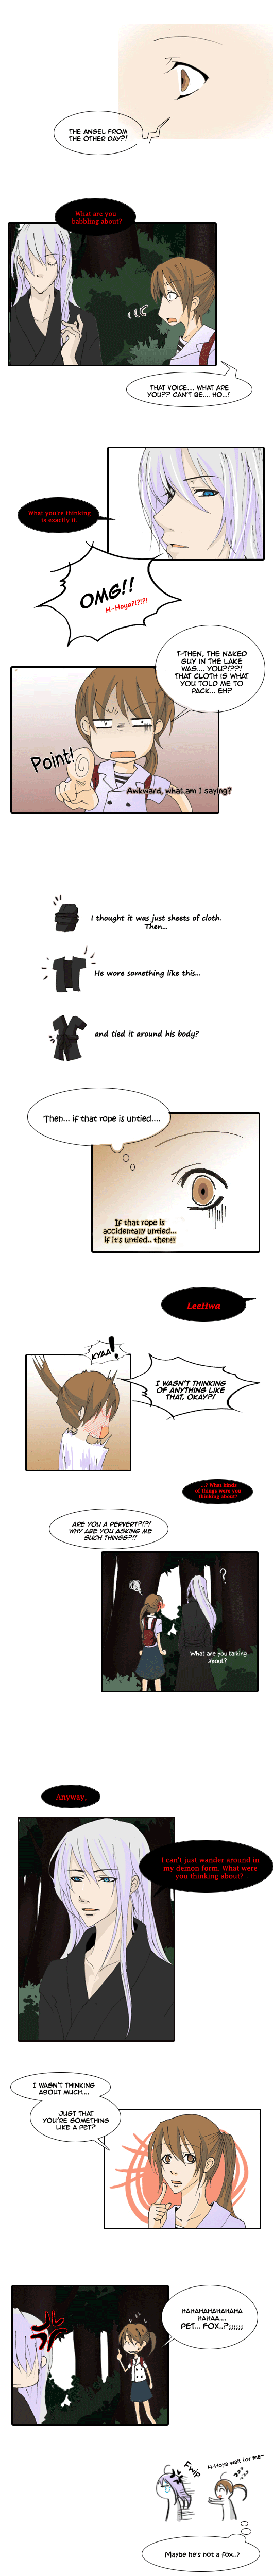 THE ANGEL FROM
THE OTHER DAY?!
What are you
babbling about?
THAT VOICE.... WHAT ARE
YOU?? CAN'T BE.... HO...!
What you're thinking
is exactly it
OMG!!
H-Hoya?!?!?!
T-THEN, THE NAKED
GUY IN THE LAKE
WAS.... YOU?!??!
THAT CLOTH IS WHAT
YOU TOLD ME TO
PACK... EH?
Point!
Awkward, what am I saying?
I thought it was just sheets of cloth.
Then...
He wore something like this...
and tied it around his body?
Then... if that rope is untied....
If that rope is
accidentally untied...
if it's untied.. then!!!
LeeHwa
KYAA!
I WASN'T THINKING
OF ANYTHING LIKE
THAT, OKAY?!
...? What kinds
of things were you
thinking about?
ARE YOU A PERVERT?!?!
WHY ARE YOU ASKING ME
SUCH THINGS?!!
?
What are you talking
about?
Anyway,
I can't just wander around in
my demon form. What were
you thinking about?
I WASN'T THINKING
ABOUT MUCH....
JUST THAT
YOU'RE SOMETHING
LIKE A PET?
HAHAHAHAHAHAHA
HAHAA....
PET... FOX..?;;;;;;
Fwip
H-Hoya wait for me~
Maybe he's not a fox..?